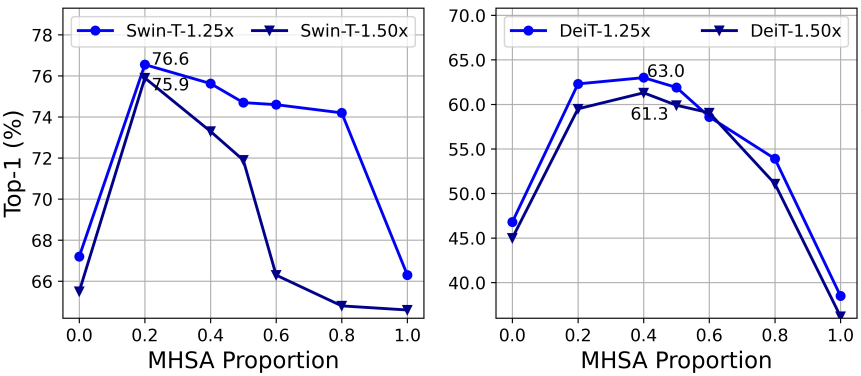 Swin-T-1.25x Swin-T-1.50x
78
76
74
72
70
68
66
76.6
75.9
Top-1 (%)
0.0 0.2 0.4 0.6 0.8 1.0
MHSA Proportion
DeiT-1.25x DeiT-1.50x
70.0
65.0
60.0
55.0
50.0
45.0
40.0
63.0
61.3
0.0 0.2 0.4 0.6 0.8 1.0
MHSA Proportion